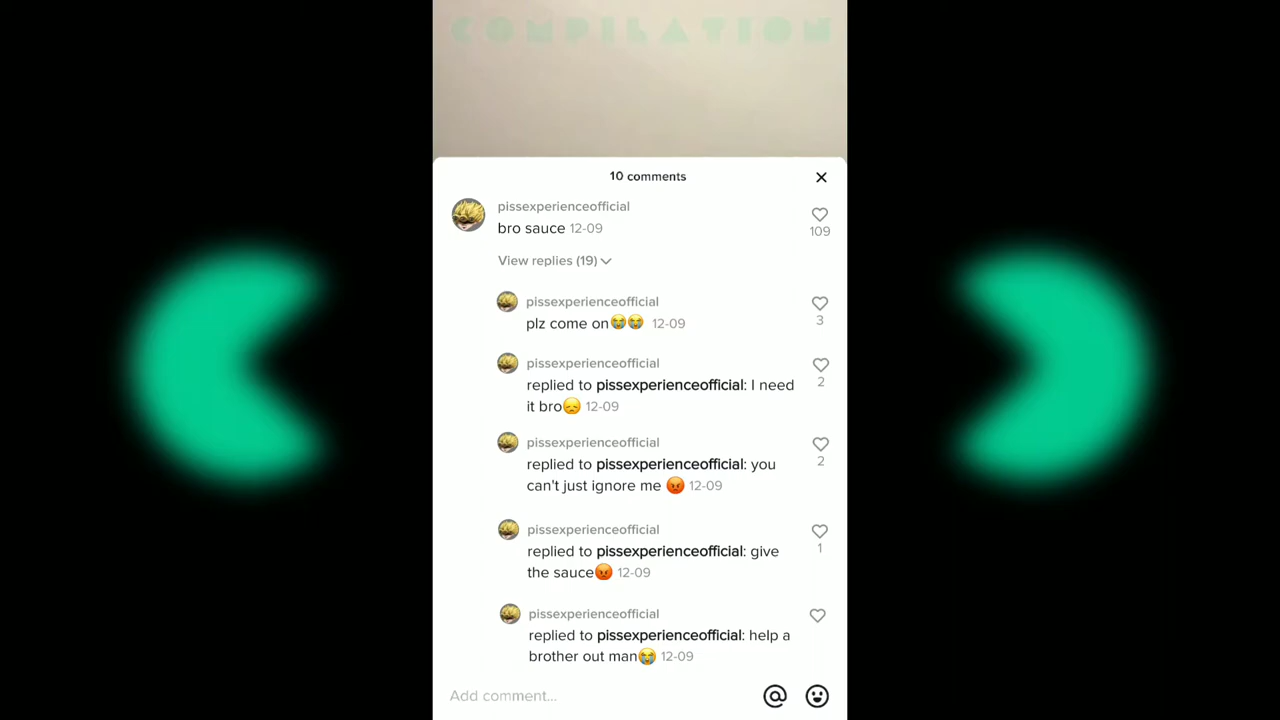 COMPILATION
10 comments
pissexperienceofficial
bro sauce 12-09
109
View replies (19)
pissexperienceofficial
plz come on😭😭 12-09
3
pissexperienceofficial
replied to pissexperienceofficial: I need
it bro😞 12-09
2
pissexperienceofficial
replied to pissexperienceofficial: you
can't just ignore me 😡 12-09
2
pissexperienceofficial
replied to pissexperienceofficial: give
the sauce😡 12-09
1
pissexperienceofficial
replied to pissexperienceofficial: help a
brother out man😭 12-09
Add comment...